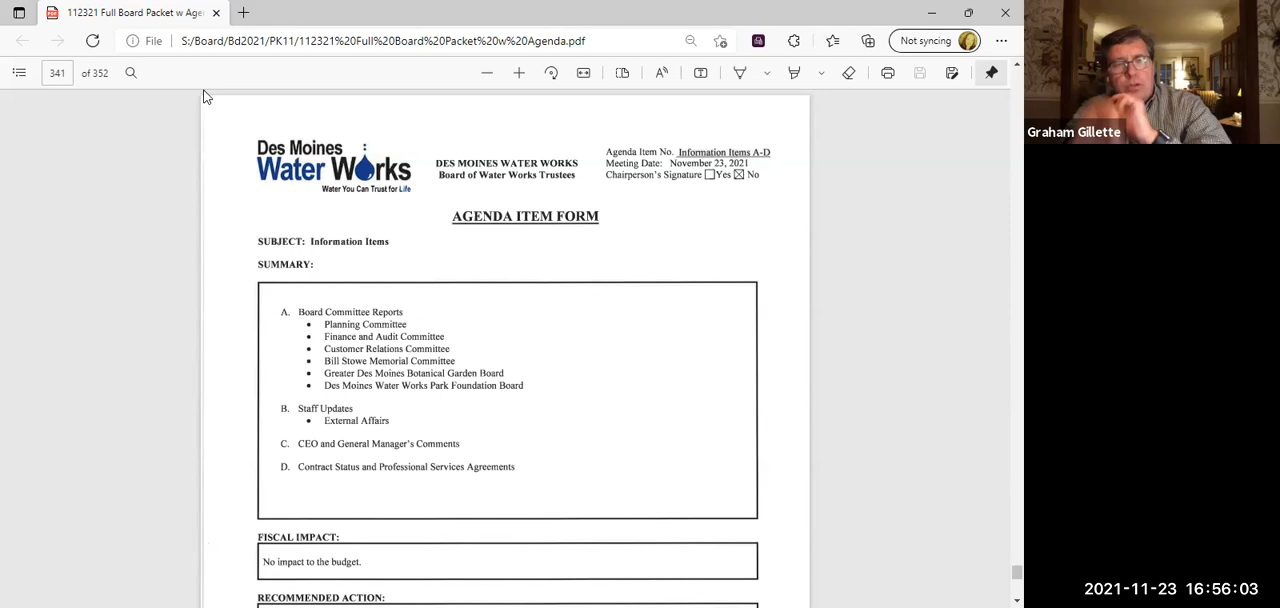 112321 Full Board Packet w Age
File
S:/Board/Bd2021/PK11/112321%20Full%20Board%20Packet%20w%20Agenda.pdf
Not syncing
341 of 352
Graham Gillette
Des Moines
Water Works
Water You Can Trust for Life
DES MOINES WATER WORKS
Board of Water Works Trustees
Agenda Item No. Information Items A-D
Meeting Date: November 23, 2021
Chairperson's Signature ☐ Yes ☒ No
AGENDA ITEM FORM
SUBJECT: Information Items
SUMMARY:
A. Board Committee Reports
• Planning Committee
• Finance and Audit Committee
• Customer Relations Committee
• Bill Stowe Memorial Committee
• Greater Des Moines Botanical Garden Board
• Des Moines Water Works Park Foundation Board
B. Staff Updates
• External Affairs
C. CEO and General Manager's Comments
D. Contract Status and Professional Services Agreements
FISCAL IMPACT:
No impact to the budget.
RECOMMENDED ACTION:
2021-11-23 16:56:03